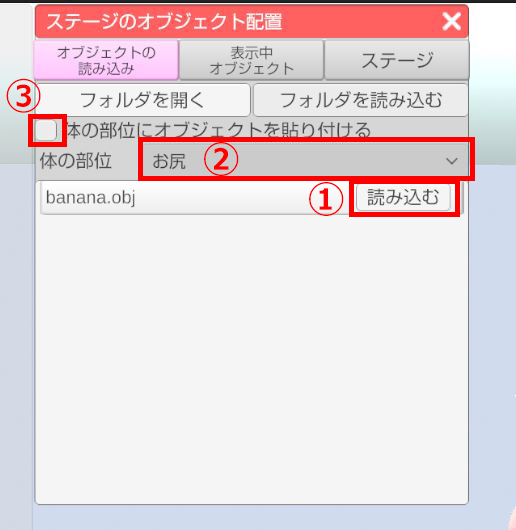 ステージのオブジェクト配置
オブジェクトの
読み込み
表示中
オブジェクト
ステージ
③
フォルダを開く
フォルダを読み込む
体の部位にオブジェクトを貼り付ける
体の部位
お尻
②
banana.obj
①
読み込む